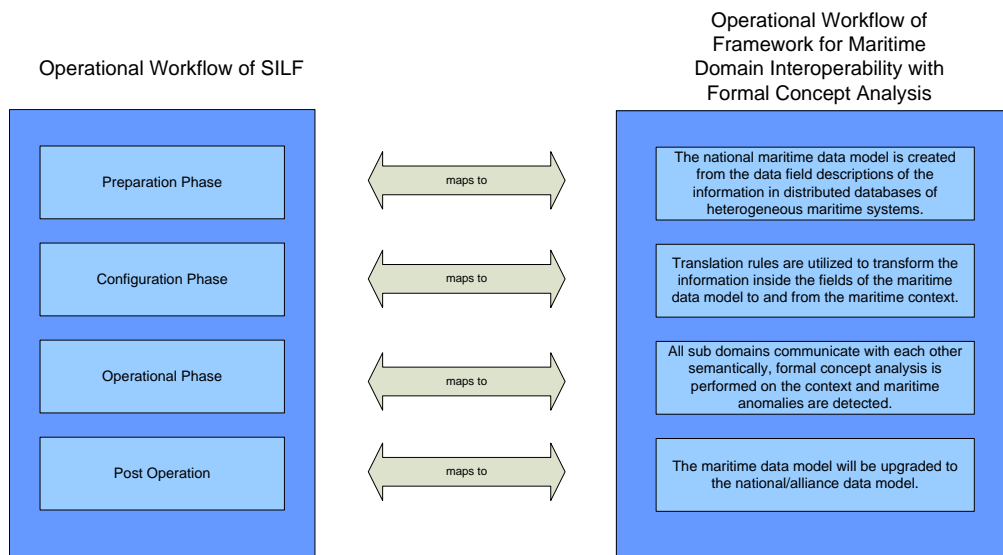 Operational Workflow of SILF
Operational Workflow of
Framework for Maritime
Domain Interoperability with
Formal Concept Analysis
Preparation Phase
maps to
The national maritime data model is created
from the data field descriptions of the
information in distributed databases of
heterogeneous maritime systems.
Configuration Phase
maps to
Translation rules are utilized to transform the
information inside the fields of the maritime
data model to and from the maritime context.
Operational Phase
maps to
All sub domains communicate with each other
semantically, formal concept analysis is
performed on the context and maritime
anomalies are detected.
Post Operation
maps to
The maritime data model will be upgraded to
the national/alliance data model.